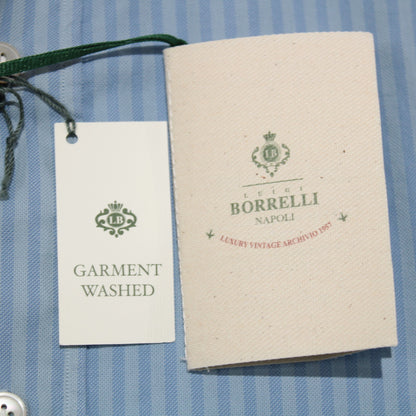 LB
GARMENT
WASHED
LB
LUIGI
BORRELLI
NAPOLI
LUXURY VINTAGE ARCHIVIO 1957